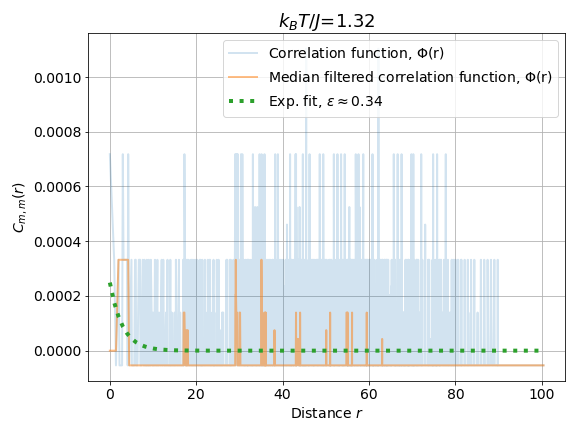 k_BT/J=1.32
Correlation function, Φ(r)
Median filtered correlation function, Φ(r)
Exp. fit, ε≈0.34
0.0010
0.0008
0.0006
0.0004
0.0002
0.0000
C_{m,m}(r)
0 20 40 60 80 100
Distance r